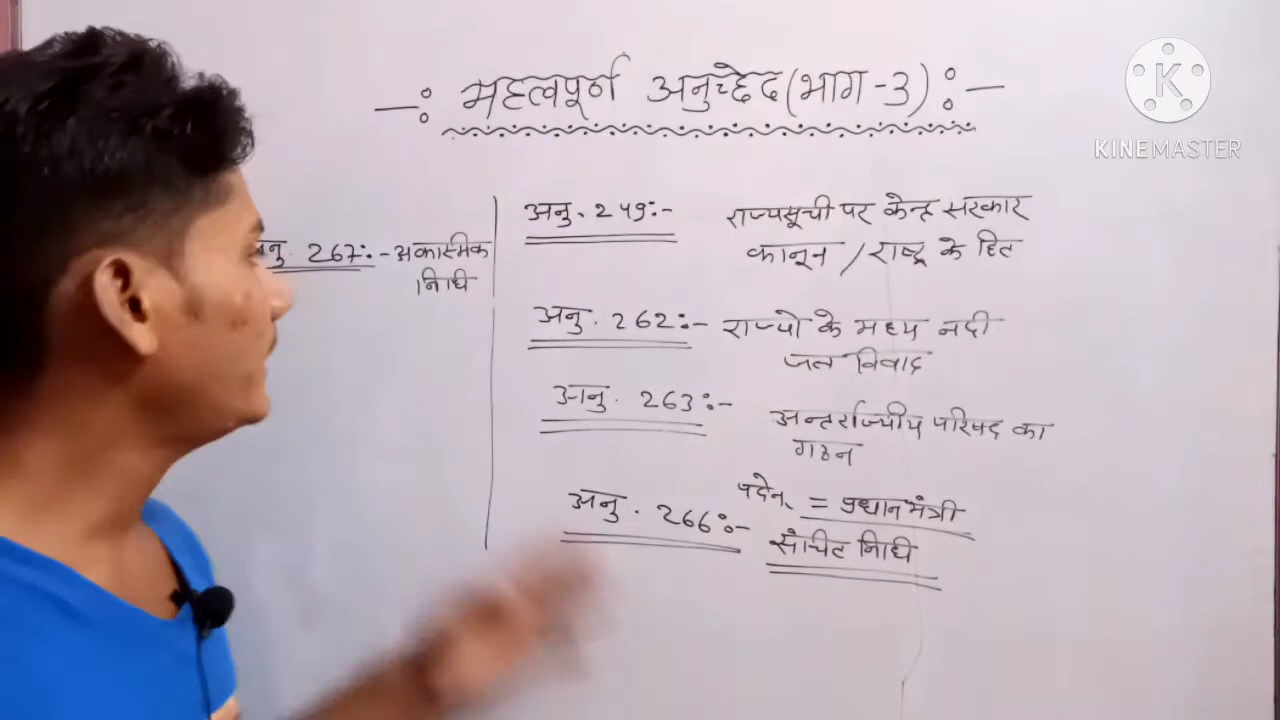 —: महत्वपूर्ण अनुच्छेद (भाग -3) :—
अनु. 249:- राज्यसूची पर केन्द्र सरकार
कानून / राष्ट्र के हित
अनु. 262:- राज्यो के मध्य नदी
जल विवाद
अनु. 263:- अन्तर्राज्यीय परिषद का
गठन
पदेन. = प्रधानमंत्री
अनु. 266:- संचित निधि
अनु. 267:- अकास्मिक
निधि
K
KINEMASTER